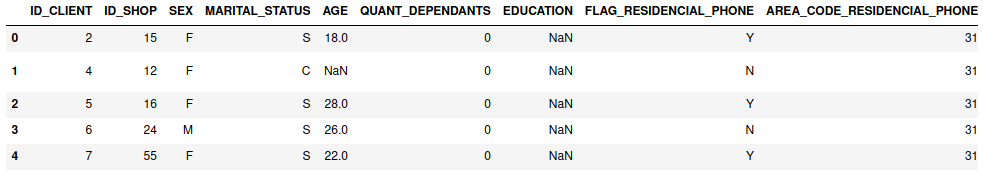 ID_CLIENT ID_SHOP SEX MARITAL_STATUS AGE QUANT_DEPENDANTS EDUCATION FLAG_RESIDENCIAL_PHONE AREA_CODE_RESIDENCIAL_PHONE
0 2 15 F S 18.0 0 NaN Y 31
1 4 12 F C NaN 0 NaN N 31
2 5 16 F S 28.0 0 NaN Y 31
3 6 24 M S 26.0 0 NaN N 31
4 7 55 F S 22.0 0 NaN Y 31